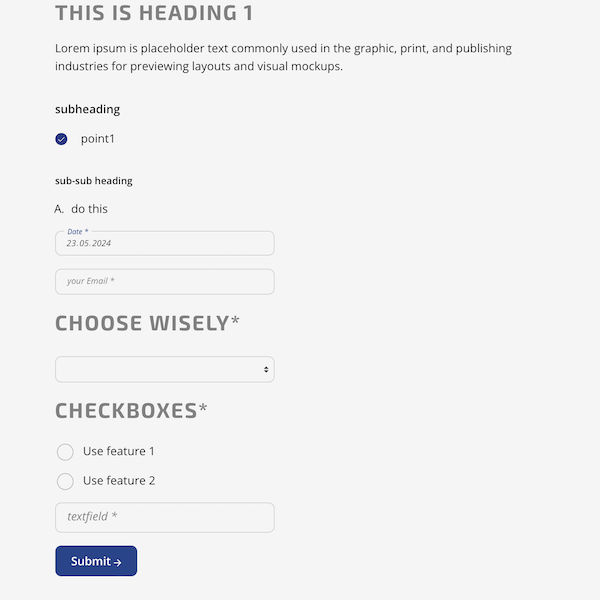 THIS IS HEADING 1
Lorem ipsum is placeholder text commonly used in the graphic, print, and publishing
industries for previewing layouts and visual mockups.
subheading
point1
sub-sub heading
A. do this
Date *
23.05.2024
your Email *
CHOOSE WISELY*
CHECKBOXES*
Use feature 1
Use feature 2
textfield *
Submit →